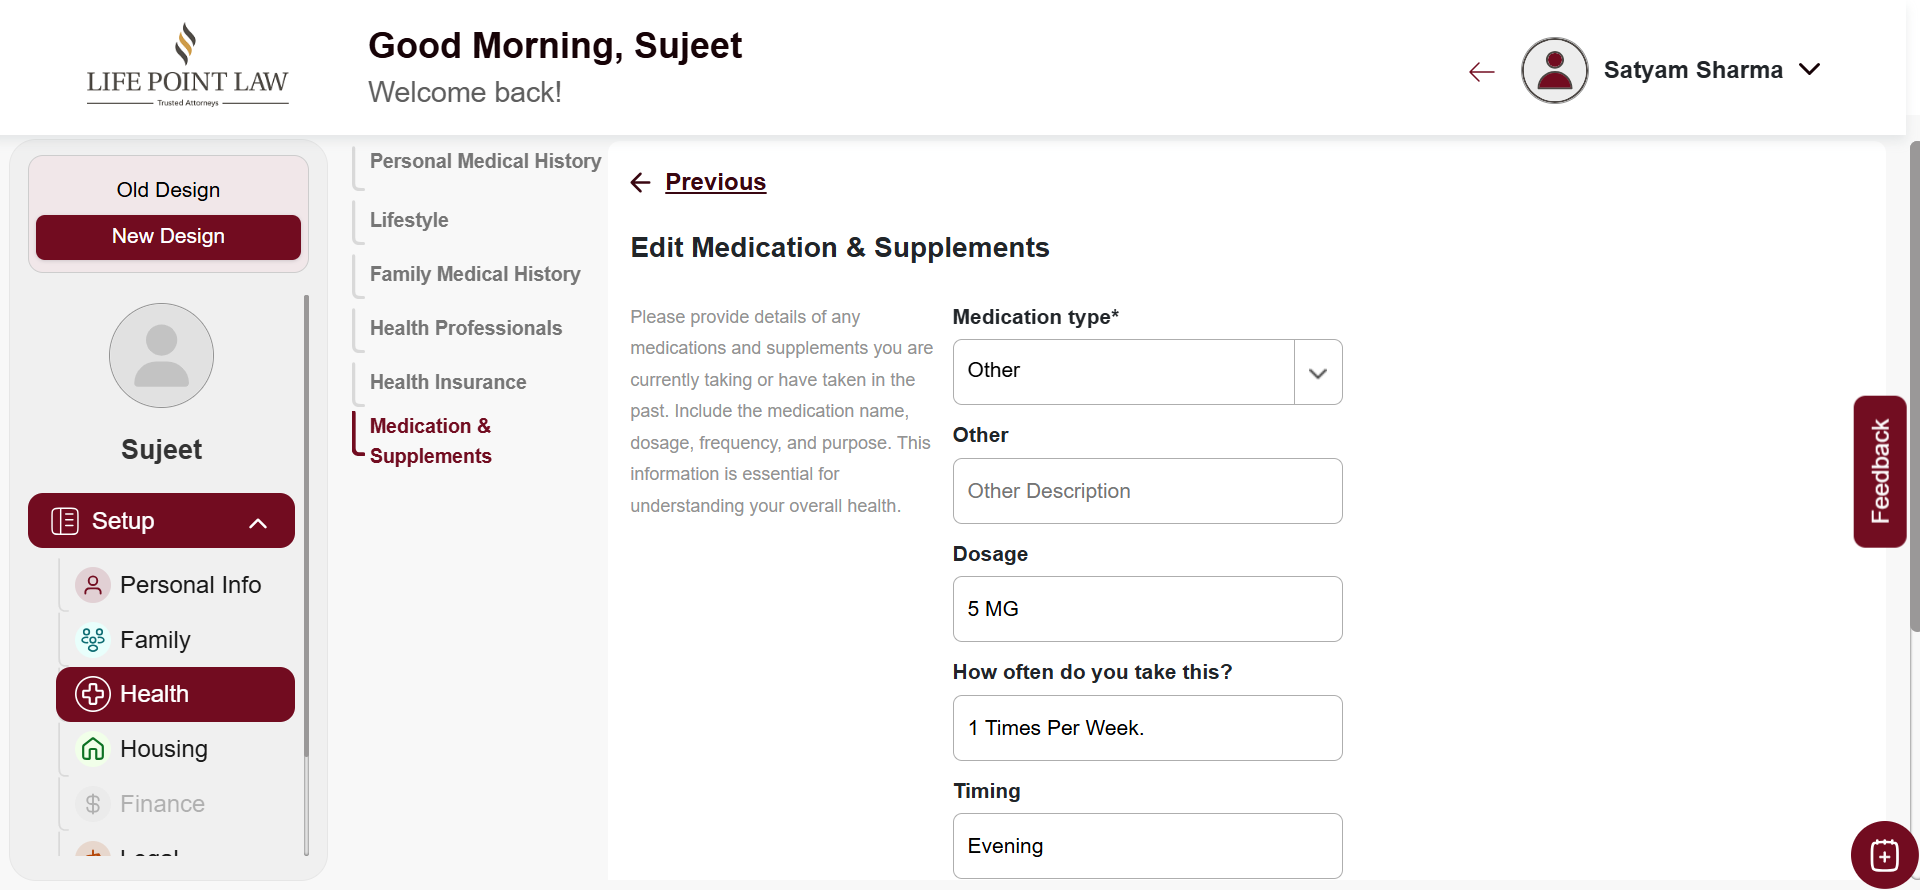 LIFE POINT LAW
Trusted Attorneys
Good Morning, Sujeet
Welcome back!
Satyam Sharma
Old Design
New Design
Sujeet
Setup
Personal Info
Family
Health
Housing
Finance
Legal
Personal Medical History
Lifestyle
Family Medical History
Health Professionals
Health Insurance
Medication &
Supplements
Previous
Edit Medication & Supplements
Please provide details of any
medications and supplements you are
currently taking or have taken in the
past. Include the medication name,
dosage, frequency, and purpose. This
information is essential for
understanding your overall health.
Medication type*
Other
Other
Other Description
Dosage
5 MG
How often do you take this?
1 Times Per Week.
Timing
Evening
Feedback